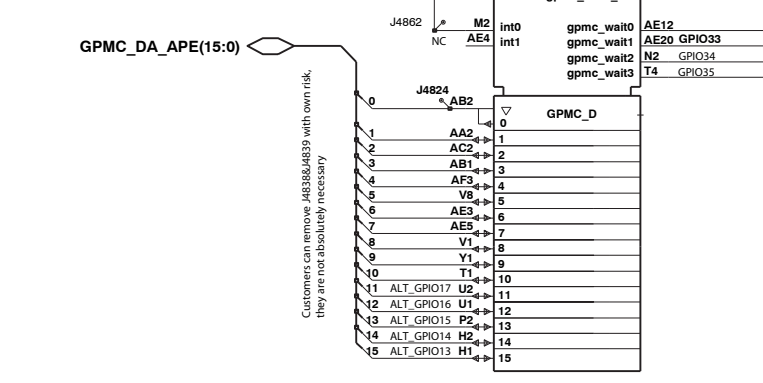 J4862
M2
int0
gpmc_wait0
AE12
NC
AE4
int1
gpmc_wait1
AE20 GPIO33
GPMC_DA_APE(15:0)
gpmc_wait2
N2 GPIO34
gpmc_wait3
T4 GPIO35
Customers can remove J4838&J4839 with own risk,
they are not absolutely necessary
J4824
0 AB2
GPMC_D
0
1 AA2 1
2 AC2 2
3 AB1 3
4 AF3 4
5 V8 5
6 AE3 6
7 AE5 7
8 V1 8
9 Y1 9
10 T1 10
11 ALT_GPIO17 U2 11
12 ALT_GPIO16 U1 12
13 ALT_GPIO15 P2 13
14 ALT_GPIO14 H2 14
15 ALT_GPIO13 H1 15